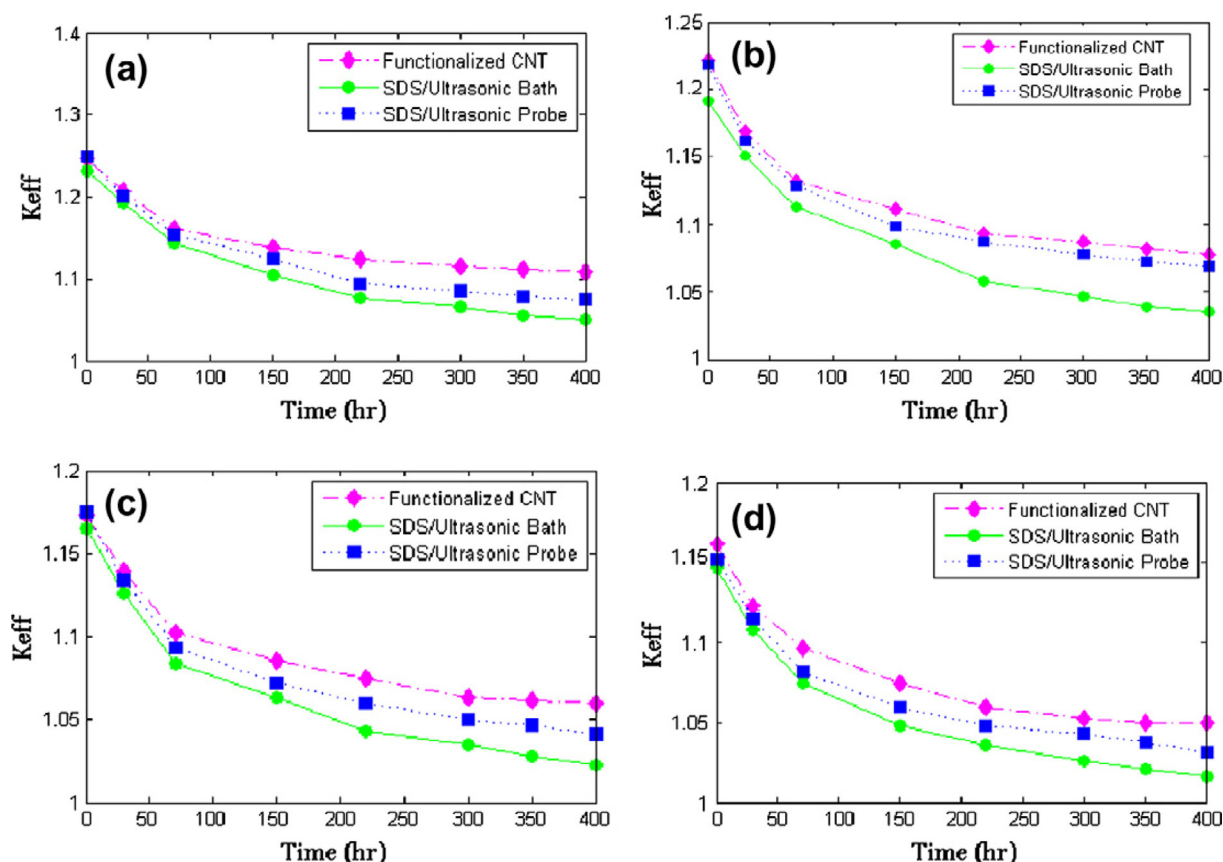 (a)
Functionalized CNT
SDS/Ultrasonic Bath
SDS/Ultrasonic Probe
1.4
1.3
1.2
1.1
1
Keff
0 50 100 150 200 250 300 350 400
Time (hr)
(b)
Functionalized CNT
SDS/Ultrasonic Bath
SDS/Ultrasonic Probe
1.25
1.2
1.15
1.1
1.05
1
Keff
0 50 100 150 200 250 300 350 400
Time (hr)
(c)
Functionalized CNT
SDS/Ultrasonic Bath
SDS/Ultrasonic Probe
1.2
1.15
1.1
1.05
1
Keff
0 50 100 150 200 250 300 350 400
Time (hr)
(d)
Functionalized CNT
SDS/Ultrasonic Bath
SDS/Ultrasonic Probe
1.2
1.15
1.1
1.05
1
Keff
0 50 100 150 200 250 300 350 400
Time (hr)